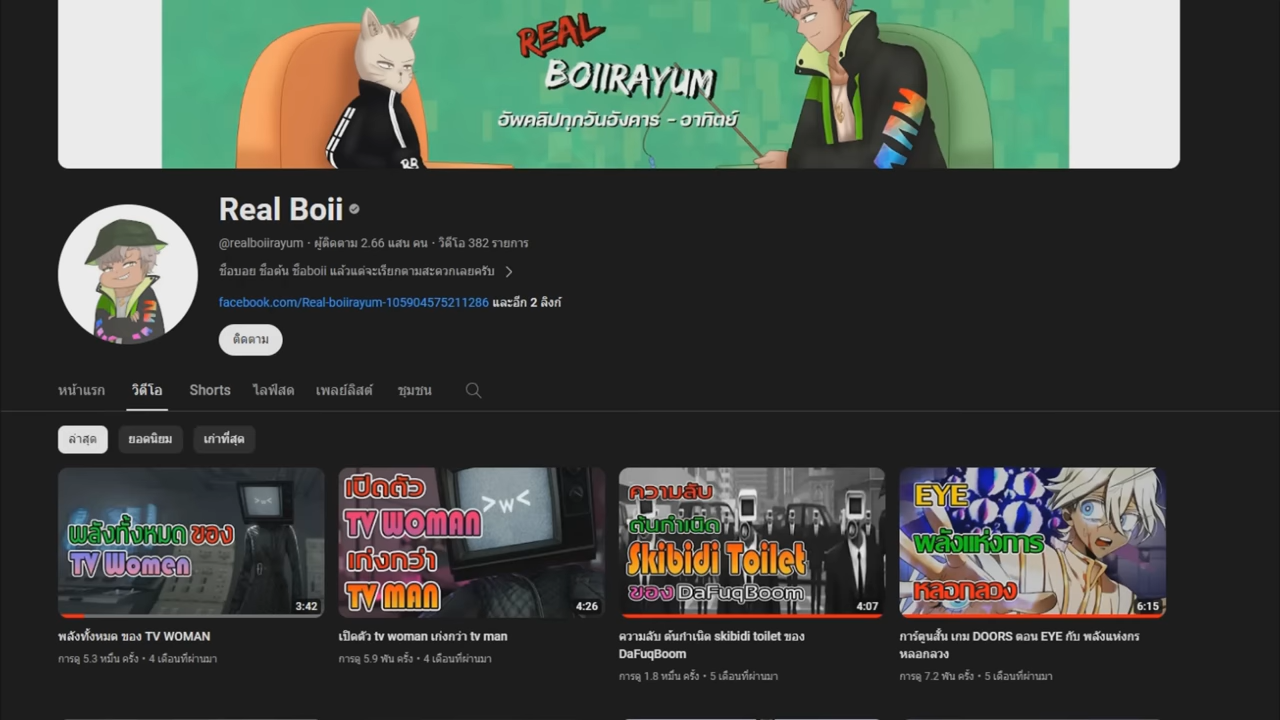 REAL
BOIIRAYUM
อัพคลิปทุกวันอังคาร - อาทิตย์
BB
Real Boii
@realboiirayum · ผู้ติดตาม 2.66 แสน คน · วิดีโอ 382 รายการ
ชื่อบอย ชื่อต้น ชื่อboii แล้วแต่จะเรียกตามสะดวกเลยครับ
facebook.com/Real-boiirayum-105904575211286 และอีก 2 ลิงก์
ติดตาม
หน้าแรก วิดีโอ Shorts ไลฟ์สด เพลย์ลิสต์ ชุมชน
ล่าสุด ยอดนิยม เก่าที่สุด
พลังทั้งหมด ของ
TV Women
3:42
เปิดตัว
TV WOMAN
เก่งกว่า
TV MAN
>w<
4:26
ความลับ
ต้นกำเนิด
Skibidi Toilet
ของ DaFuqBoom
4:07
EYE
พลังแห่งการ
หลอกลวง
6:15
พลังทั้งหมด ของ TV WOMAN
การดู 5.3 หมื่น ครั้ง · 4 เดือนที่ผ่านมา
เปิดตัว tv woman เก่งกว่า tv man
การดู 5.9 พัน ครั้ง · 4 เดือนที่ผ่านมา
ความลับ ต้นกำเนิด skibidi toilet ของ
DaFuqBoom
การดู 1.8 หมื่น ครั้ง · 5 เดือนที่ผ่านมา
การ์ตูนสั้น เกม DOORS ตอน EYE กับ พลังแห่งกร
หลอกลวง
การดู 7.2 พัน ครั้ง · 5 เดือนที่ผ่านมา